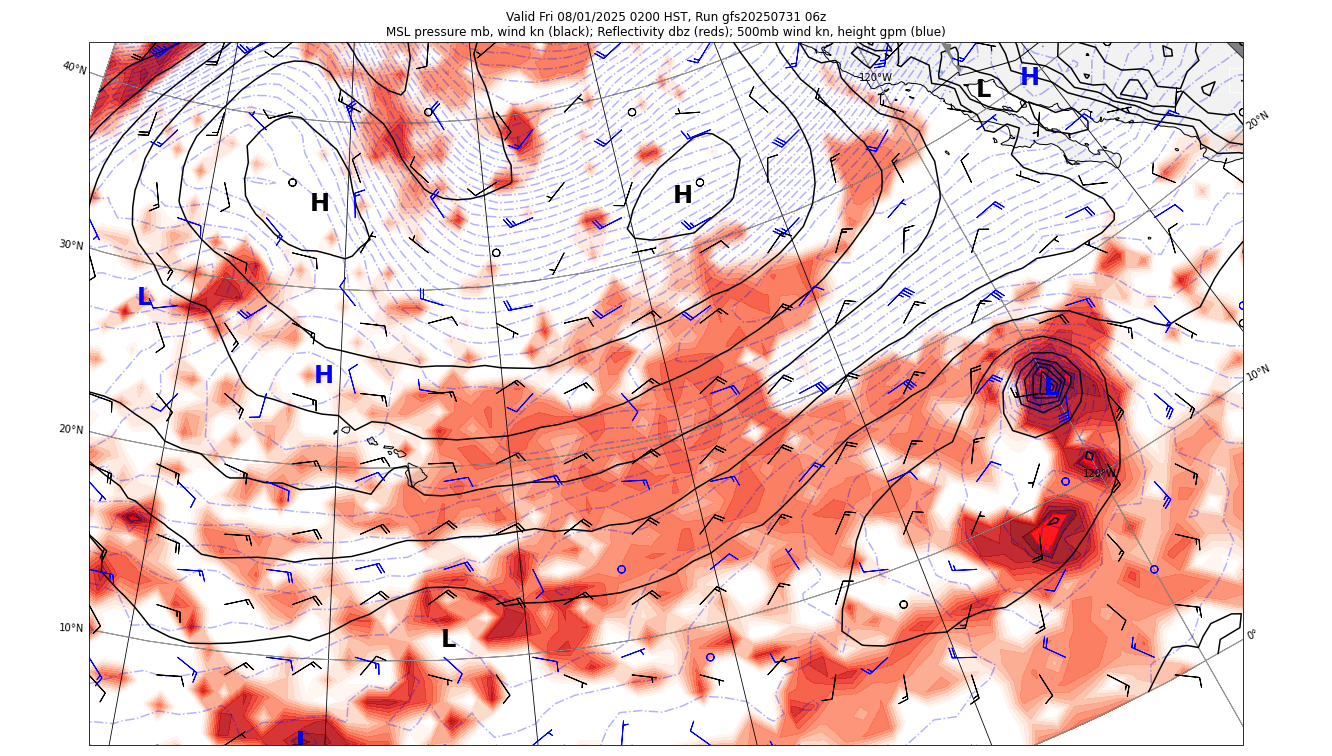 Valid Fri 08/01/2025 0200 HST, Run gfs20250731 06z
MSL pressure mb, wind kn (black); Reflectivity dbz (reds); 500mb wind kn, height gpm (blue)
40°N
120°W
L
H
20°N
H
H
30°N
L
H
10°N
L
20°N
120°W
10°N
L
0°
L